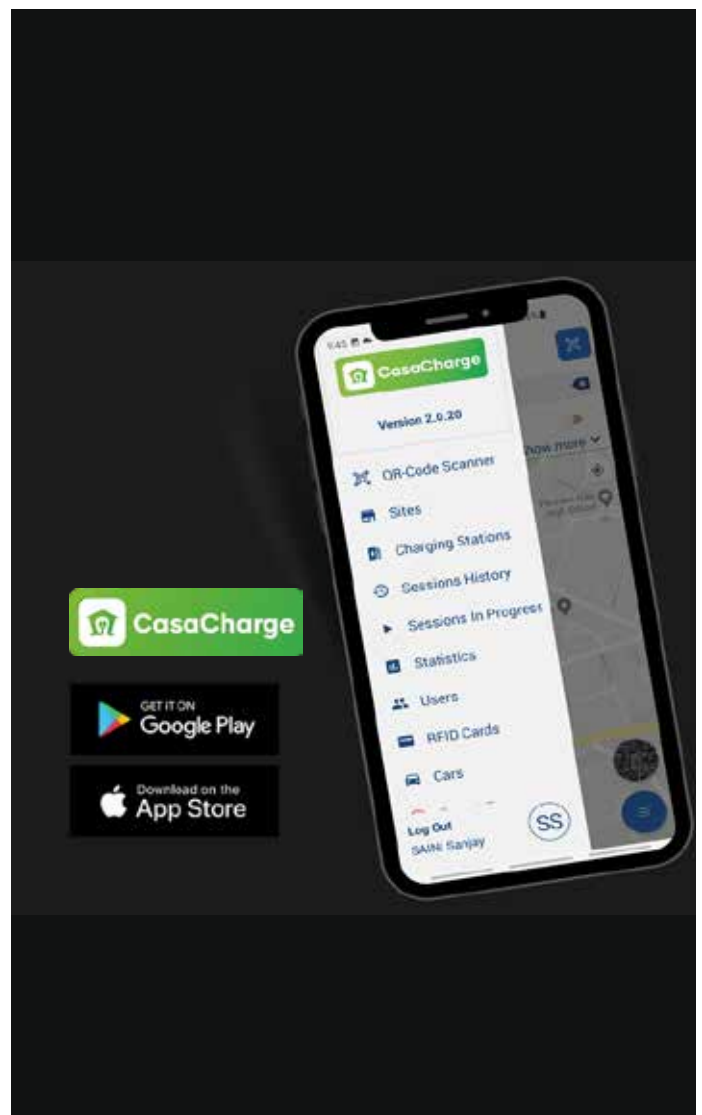 CasaCharge
GET IT ON
Google Play
Download on the
App Store
9:45
CasaCharge
Version 2.0.20
QR-Code Scanner
Sites
Charging Stations
Sessions History
Sessions In Progress
Statistics
Users
RFID Cards
Cars
Log Out
SAINI Sanjay
SS
how more